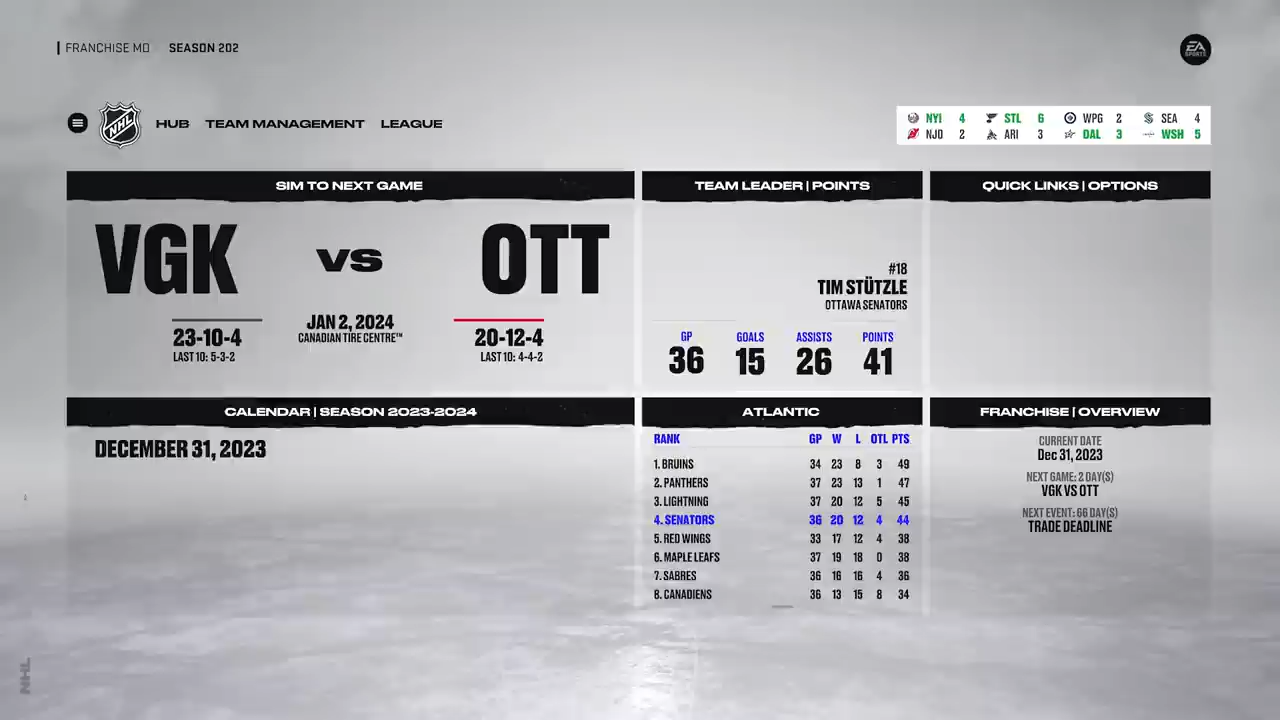 FRANCHISE MO SEASON 202
EA SPORTS
NHL
HUB TEAM MANAGEMENT LEAGUE
NYI 4 STL 6 WPG 2 SEA 4
NJD 2 ARI 3 DAL 3 WSH 5
SIM TO NEXT GAME
VGK VS OTT
JAN 2, 2024
CANADIAN TIRE CENTRE™
23-10-4
LAST 10: 5-3-2
20-12-4
LAST 10: 4-4-2
TEAM LEADER | POINTS
#18
TIM STÜTZLE
OTTAWA SENATORS
GP GOALS ASSISTS POINTS
36 15 26 41
QUICK LINKS | OPTIONS
CALENDAR | SEASON 2023-2024
DECEMBER 31, 2023
ATLANTIC
RANK GP W L OTL PTS
1. BRUINS 34 23 8 3 49
2. PANTHERS 37 23 13 1 47
3. LIGHTNING 37 20 12 5 45
4. SENATORS 36 20 12 4 44
5. RED WINGS 33 17 12 4 38
6. MAPLE LEAFS 37 19 18 0 38
7. SABRES 36 16 16 4 36
8. CANADIENS 36 13 15 8 34
FRANCHISE | OVERVIEW
CURRENT DATE
Dec 31, 2023
NEXT GAME: 2 DAY(S)
VGK VS OTT
NEXT EVENT: 66 DAY(S)
TRADE DEADLINE
NHL